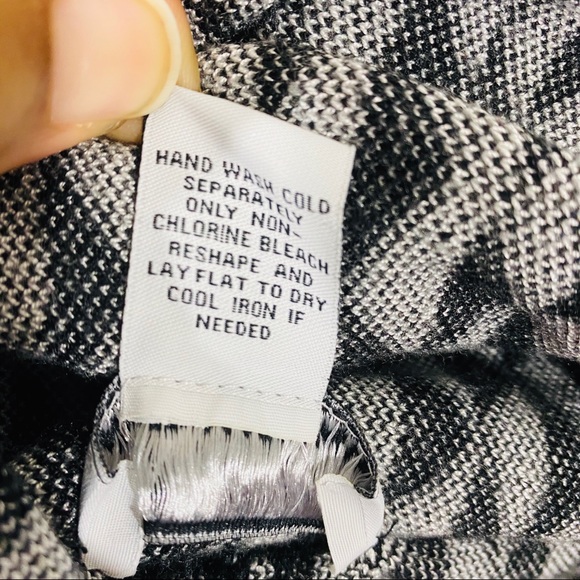 HAND WASH COLD
SEPARATELY
ONLY NON-
CHLORINE BLEACH
RESHAPE AND
LAY FLAT TO DRY
COOL IRON IF
NEEDED